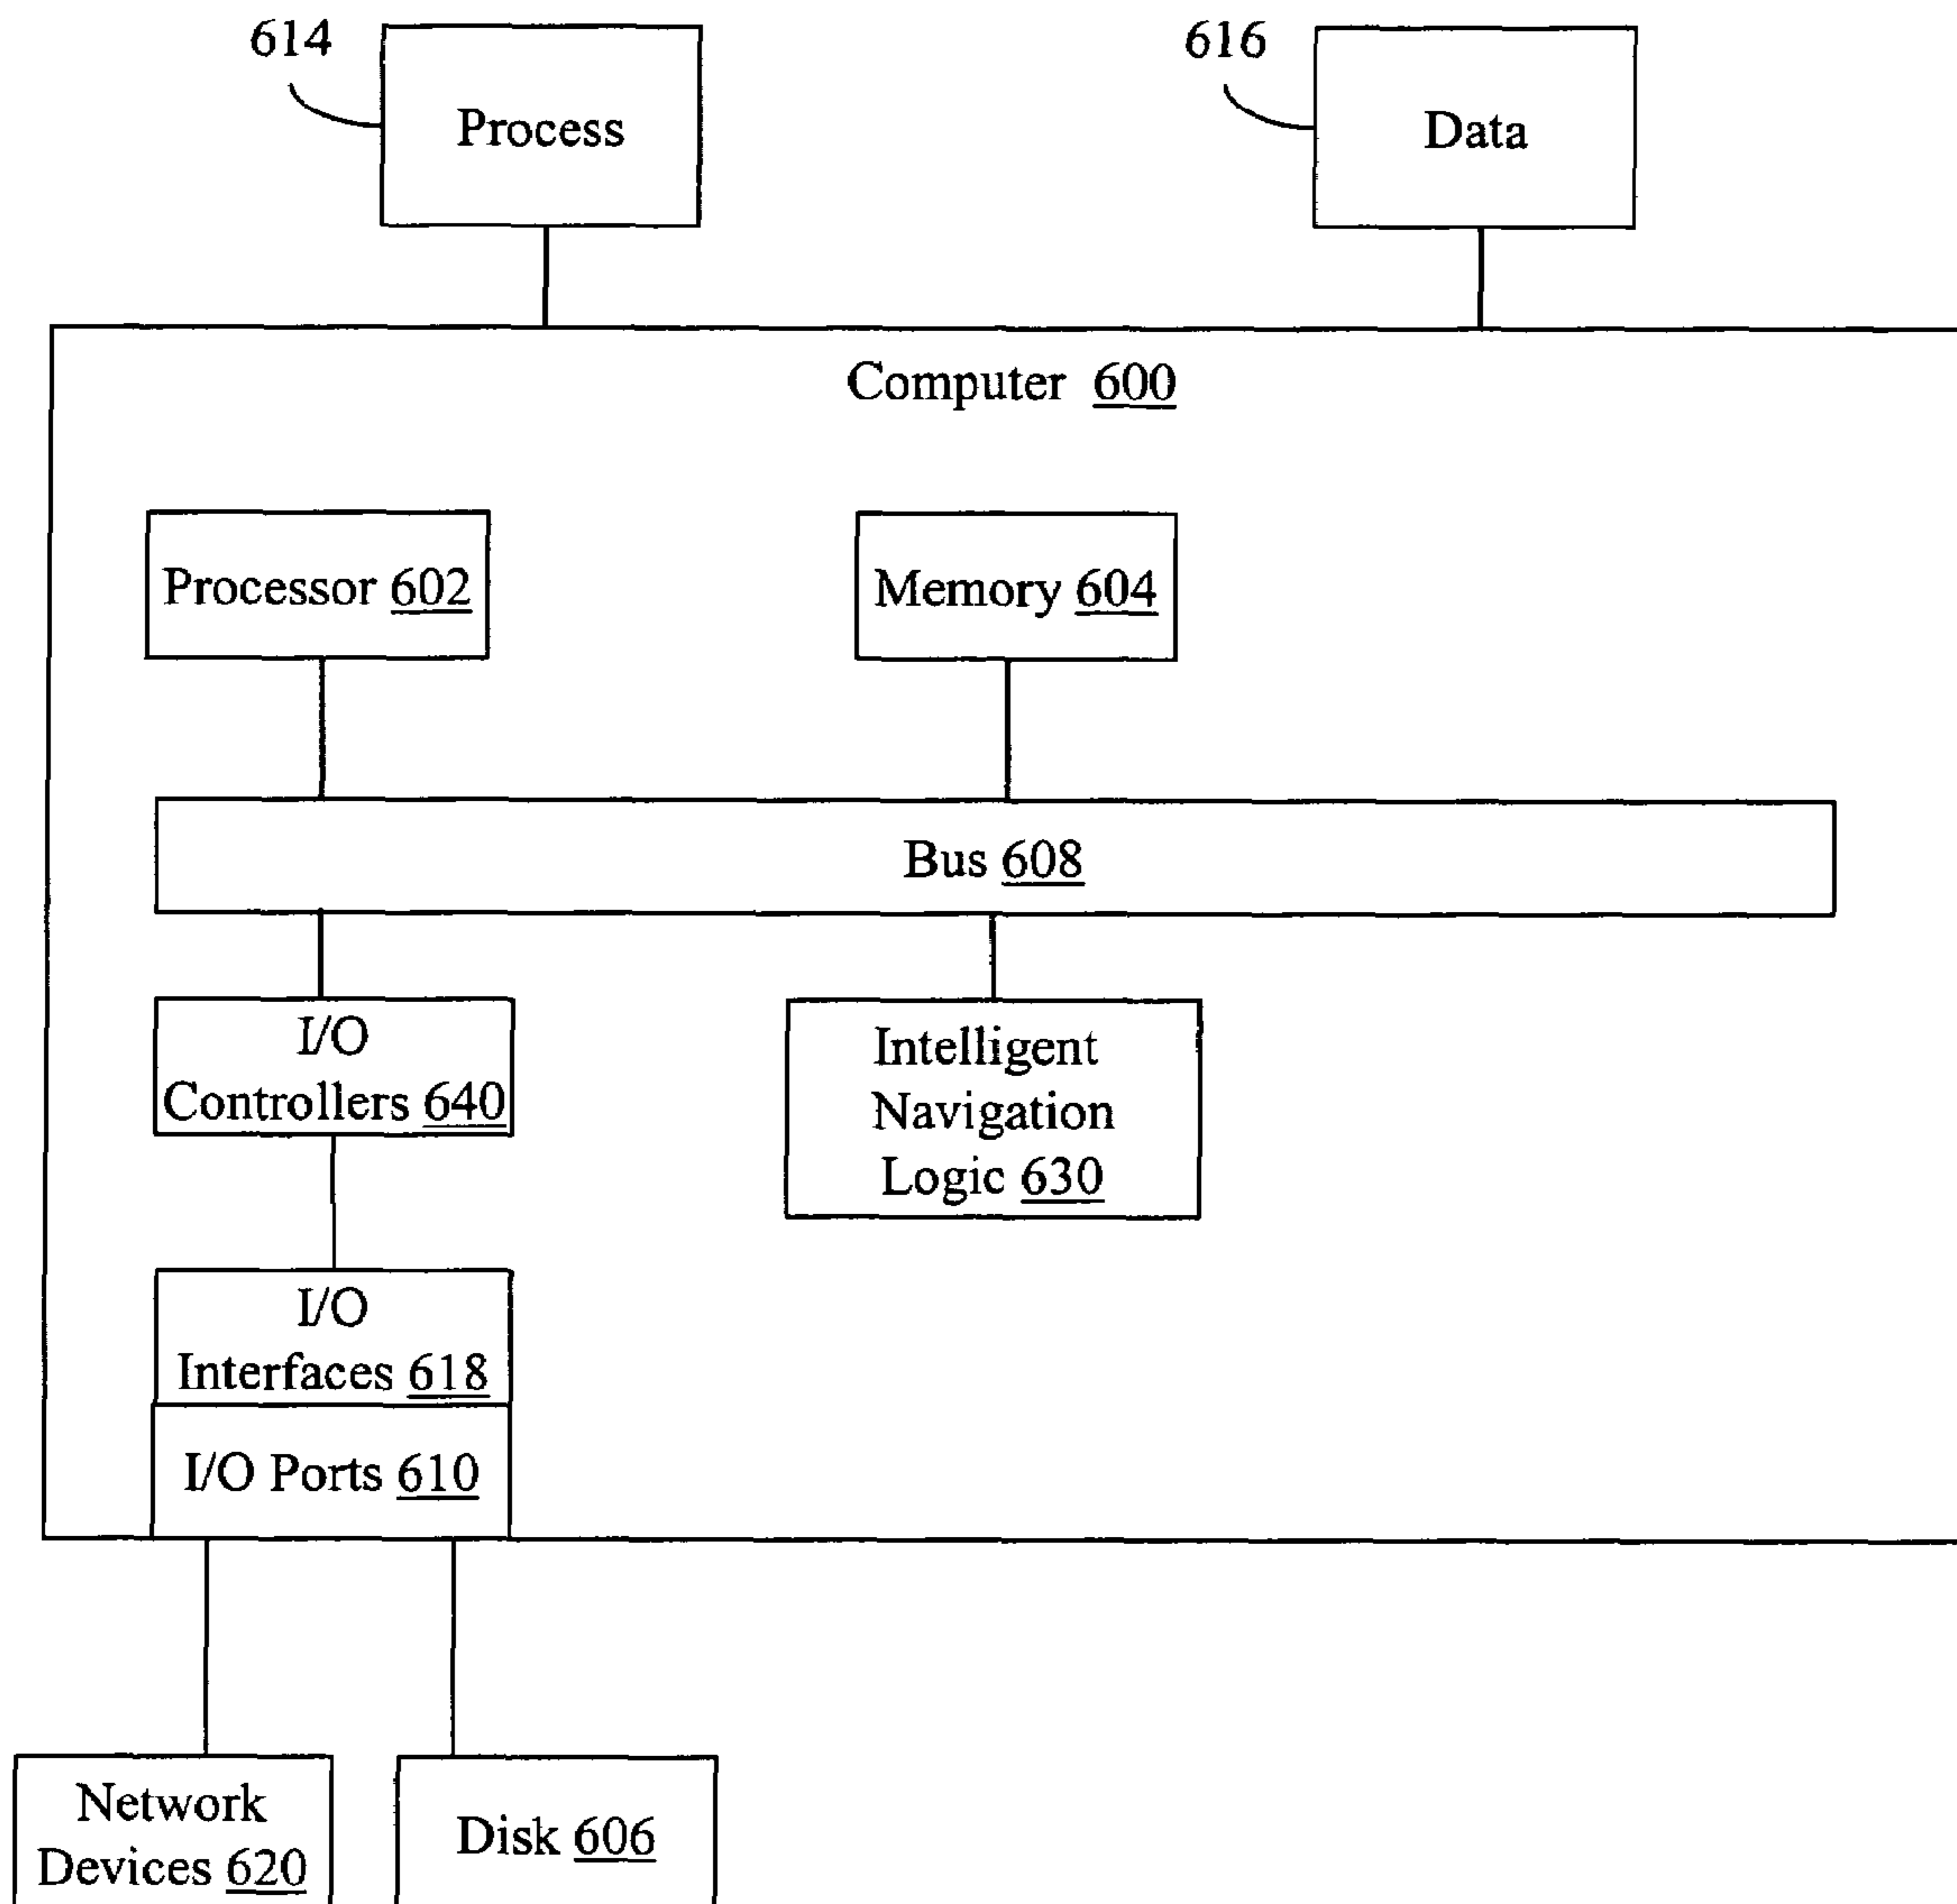 614
Process
616
Data
Computer 600
Processor 602
Memory 604
Bus 608
I/O
Controllers 640
Intelligent
Navigation
Logic 630
I/O
Interfaces 618
I/O Ports 610
Network
Devices 620
Disk 606